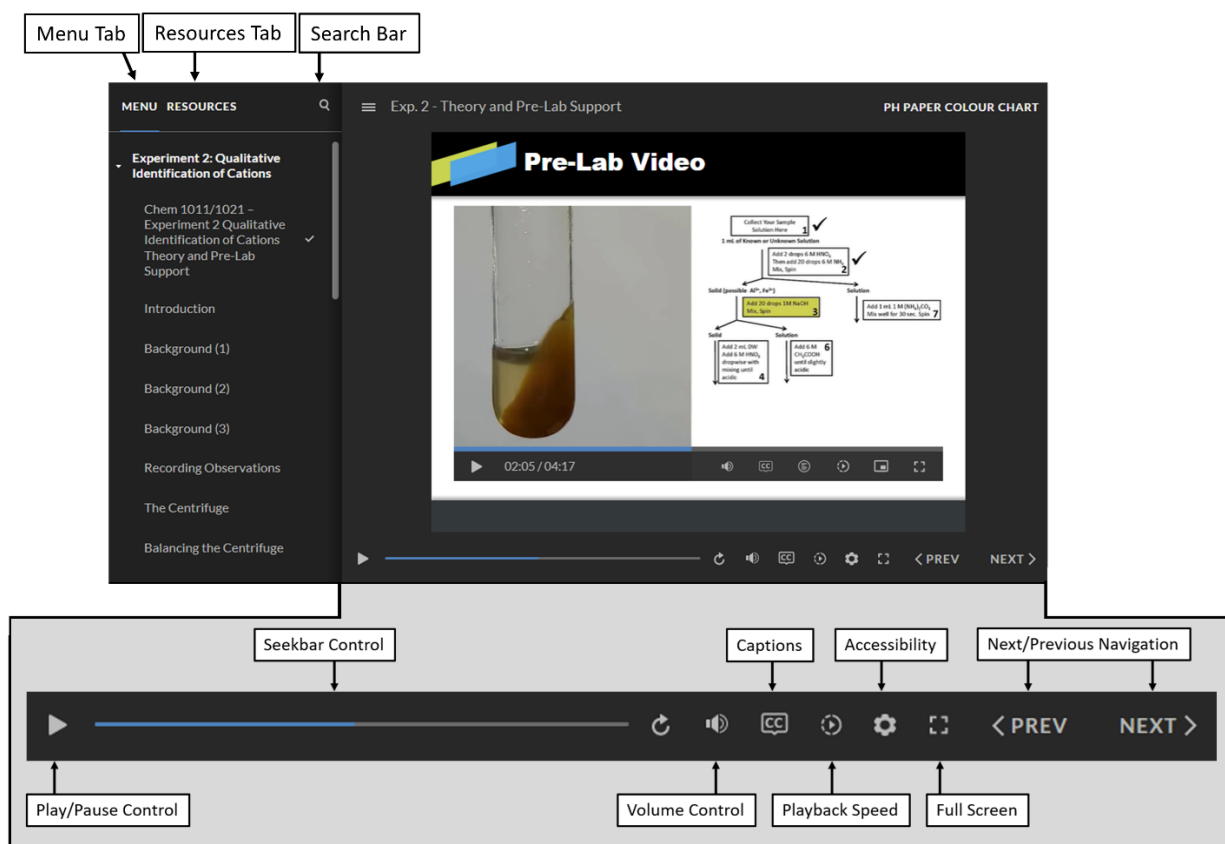 Menu Tab
Resources Tab
Search Bar
MENU RESOURCES
Exp. 2 - Theory and Pre-Lab Support
PH PAPER COLOUR CHART
Experiment 2: Qualitative
Identification of Cations
Chem 1011/1021 –
Experiment 2 Qualitative
Identification of Cations
Theory and Pre-Lab
Support
Introduction
Background (1)
Background (2)
Background (3)
Recording Observations
The Centrifuge
Balancing the Centrifuge
Pre-Lab Video
Collect Your Sample
Solution Here 1
1 mL of Known or Unknown Solution
Add 2 drops 6 M HNO₃
Then add 20 drops 6 M NH₃
Mix, Spin 2
Solid (possible Al³⁺, Fe³⁺)
Solution
Add 20 drops 1M NaOH
Mix, Spin 3
Add 1 mL 1 M (NH₄)₂CO₃
Mix well for 30 sec. Spin 7
Solid
Solution
Add 2 mL DW
Add 6 M HNO₃
dropwise with
mixing until
acidic 4
Add 6 M 6
CH₃COOH
until slightly
acidic
02:05 / 04:17
CC
CC
PREV
NEXT
Seekbar Control
Captions
Accessibility
Next/Previous Navigation
CC
PREV
NEXT
Play/Pause Control
Volume Control
Playback Speed
Full Screen